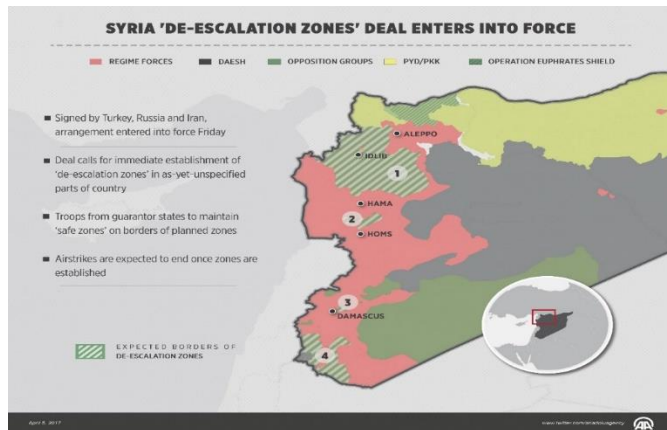 SYRIA 'DE-ESCALATION ZONES' DEAL ENTERS INTO FORCE
REGIME FORCES
DAESH
OPPOSITION GROUPS
PYD/PKK
OPERATION EUPHRATES SHIELD
Signed by Turkey, Russia and Iran,
arrangement entered into force Friday
Deal calls for immediate establishment of
'de-escalation zones' in as-yet-unspecified
parts of country
Troops from guarantor states to maintain
'safe zones' on borders of planned zones
Airstrikes are expected to end once zones are
established
ALEPPO
IDLIB
1
HAMA
2
HOMS
3
DAMASCUS
4
EXPECTED BORDERS OF
DE-ESCALATION ZONES
2017
AA